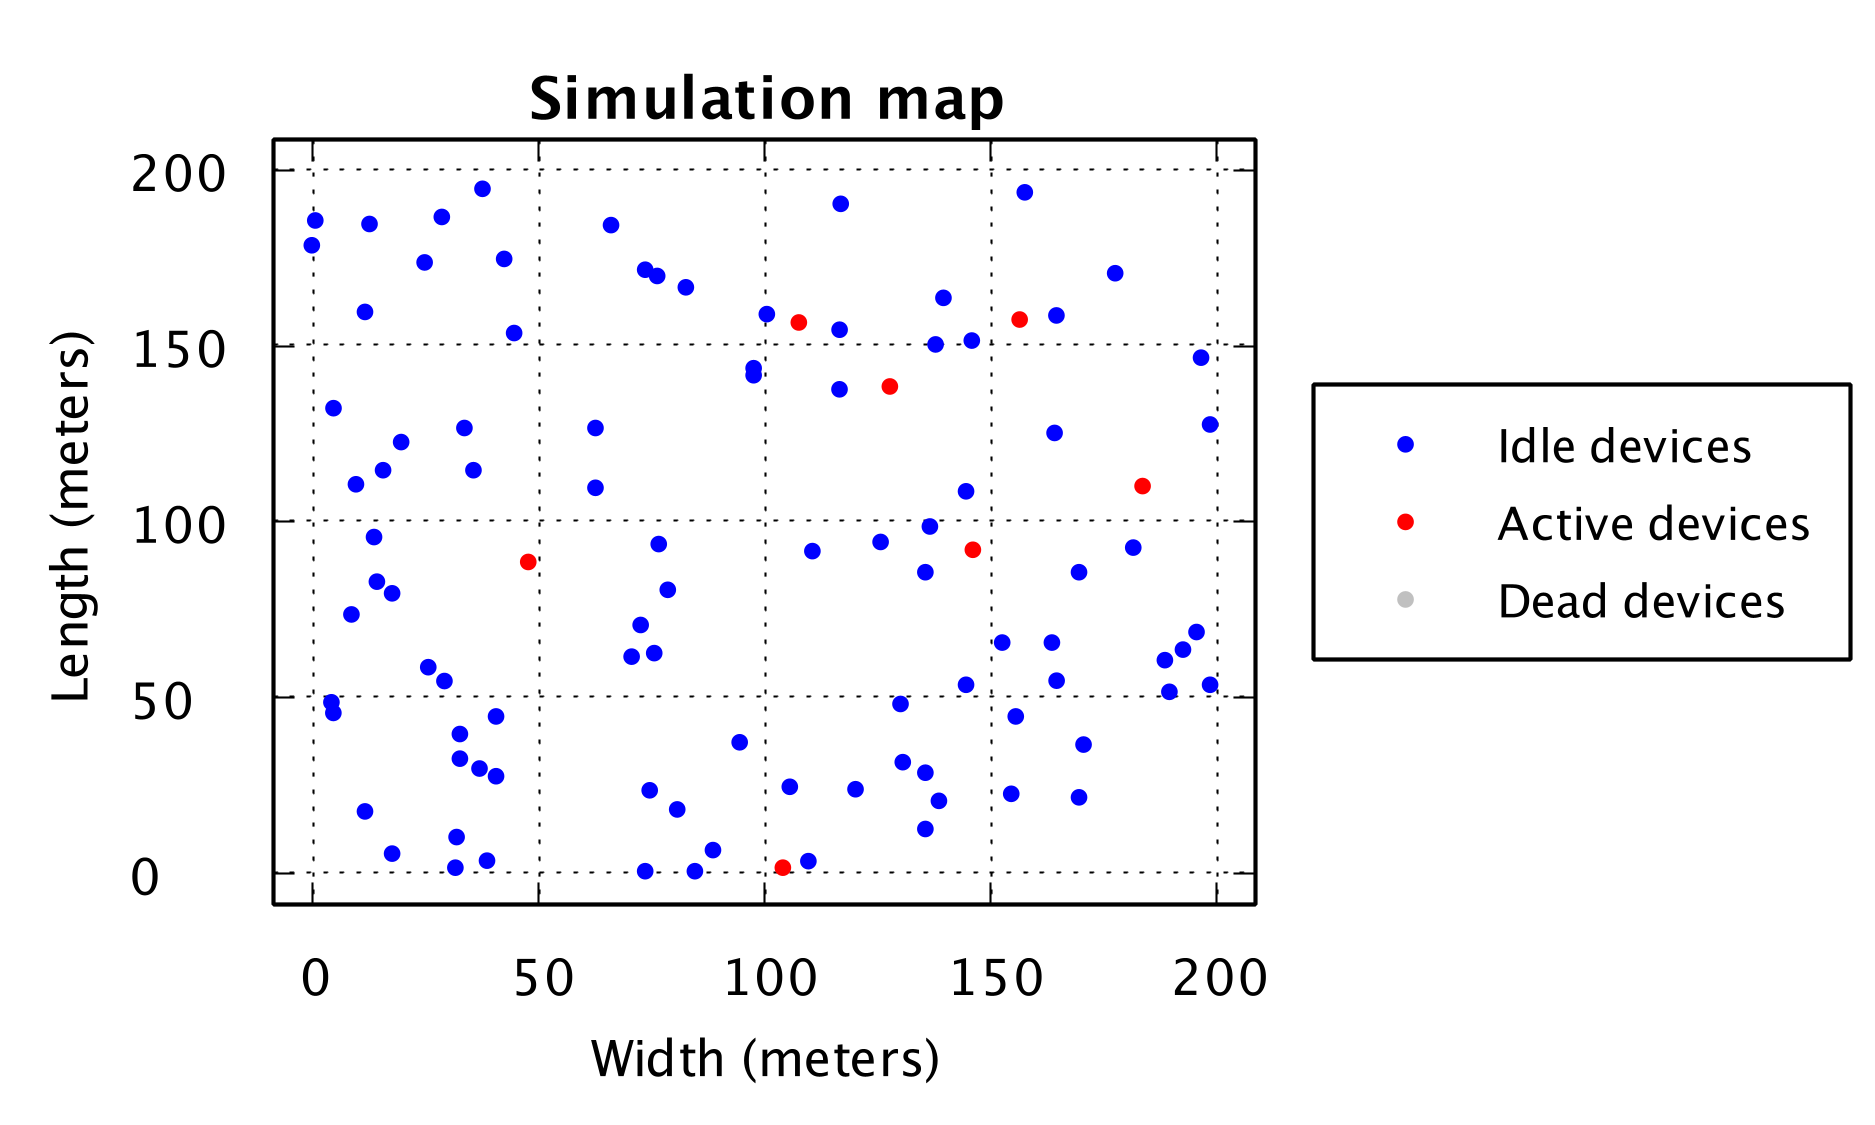 Simulation map
200
150
100
50
0
Length (meters)
0 50 100 150 200
Width (meters)
Idle devices
Active devices
Dead devices